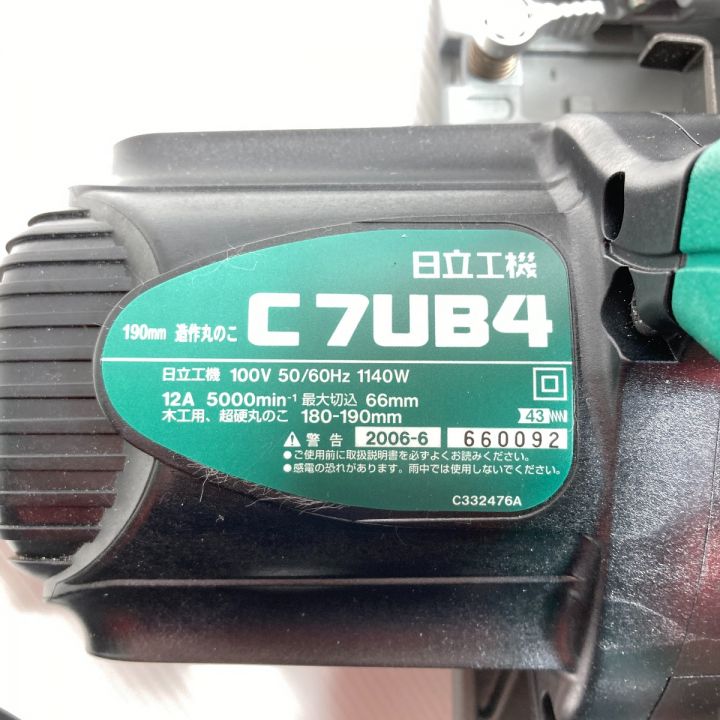 日立工機
190mm 造作丸のこ C7UB4
日立工機 100V 50/60Hz 1140W
12A 5000min⁻¹ 最大切込 66mm
木工用、超硬丸のこ 180-190mm
43
警告 2006-6 660092
●ご使用前に取扱説明書を必ずよくお読みください。
●感電の恐れがあります。雨中では使用しないでください。
C332476A